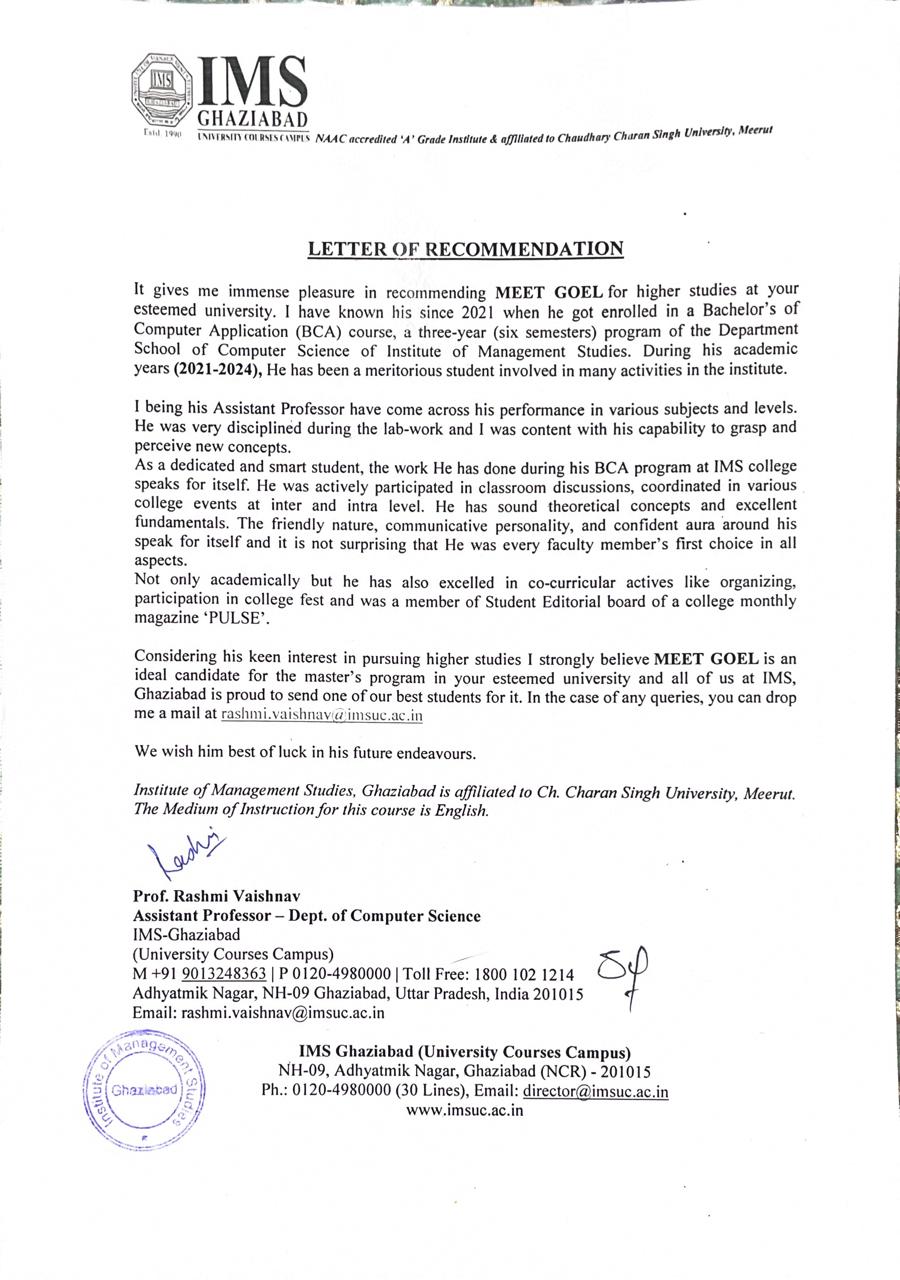 IMS
GHAZIABAD
Estd. 1990
UNIVERSITY COURSES CAMPUS NAAC accredited 'A' Grade Institute & affiliated to Chaudhary Charan Singh University, Meerut
LETTER OF RECOMMENDATION
It gives me immense pleasure in recommending MEET GOEL for higher studies at your
esteemed university. I have known his since 2021 when he got enrolled in a Bachelor's of
Computer Application (BCA) course, a three-year (six semesters) program of the Department
School of Computer Science of Institute of Management Studies. During his academic
years (2021-2024), He has been a meritorious student involved in many activities in the institute.
I being his Assistant Professor have come across his performance in various subjects and levels.
He was very disciplined during the lab-work and I was content with his capability to grasp and
perceive new concepts.
As a dedicated and smart student, the work He has done during his BCA program at IMS college
speaks for itself. He was actively participated in classroom discussions, coordinated in various
college events at inter and intra level. He has sound theoretical concepts and excellent
fundamentals. The friendly nature, communicative personality, and confident aura around his
speak for itself and it is not surprising that He was every faculty member's first choice in all
aspects.
Not only academically but he has also excelled in co-curricular actives like organizing,
participation in college fest and was a member of Student Editorial board of a college monthly
magazine 'PULSE'.
Considering his keen interest in pursuing higher studies I strongly believe MEET GOEL is an
ideal candidate for the master's program in your esteemed university and all of us at IMS,
Ghaziabad is proud to send one of our best students for it. In the case of any queries, you can drop
me a mail at rashmi.vaishnav@imsuc.ac.in
We wish him best of luck in his future endeavours.
Institute of Management Studies, Ghaziabad is affiliated to Ch. Charan Singh University, Meerut.
The Medium of Instruction for this course is English.
Prof. Rashmi Vaishnav
Assistant Professor – Dept. of Computer Science
IMS-Ghaziabad
(University Courses Campus)
M +91 9013248363 | P 0120-4980000 | Toll Free: 1800 102 1214
Adhyatmik Nagar, NH-09 Ghaziabad, Uttar Pradesh, India 201015
Email: rashmi.vaishnav@imsuc.ac.in
Institute of Management Studies
Ghaziabad
IMS Ghaziabad (University Courses Campus)
NH-09, Adhyatmik Nagar, Ghaziabad (NCR) - 201015
Ph.: 0120-4980000 (30 Lines), Email: director@imsuc.ac.in
www.imsuc.ac.in